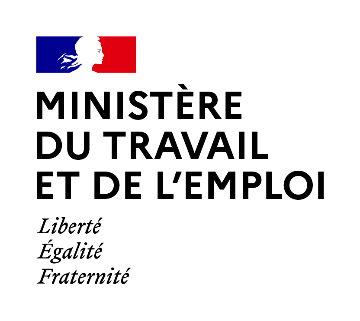 MINISTÈRE
DU TRAVAIL
ET DE L'EMPLOI
Liberté
Égalité
Fraternité